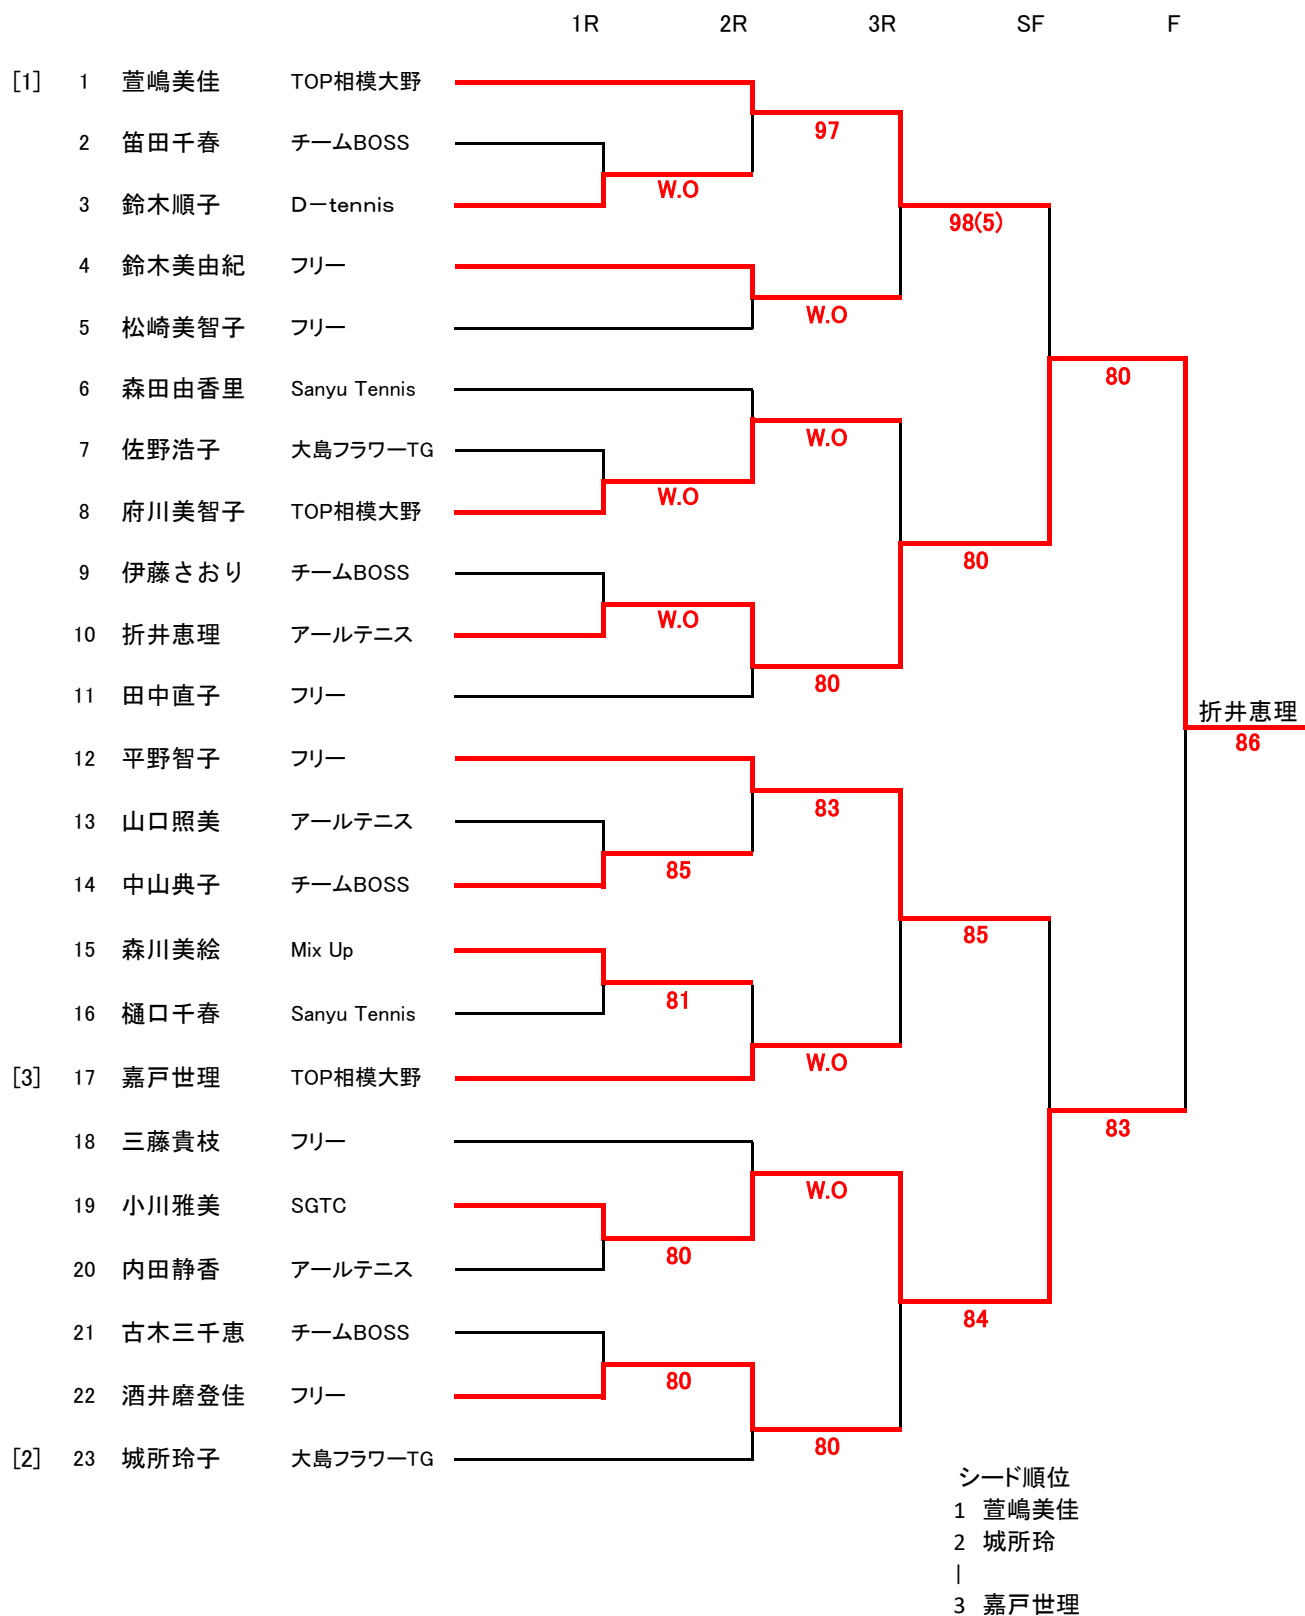 1R 2R 3R SF F
[1] 1 萱嶋美佳 TOP相模大野
97
2 笛田千春 チームBOSS
W.O
3 鈴木順子 D－tennis
98(5)
4 鈴木美由紀 フリー
W.O
5 松崎美智子 フリー
80
6 森田由香里 Sanyu Tennis
W.O
7 佐野浩子 大島フラワーTG
W.O
8 府川美智子 TOP相模大野
80
9 伊藤さおり チームBOSS
W.O
10 折井恵理 アールテニス
80
11 田中直子 フリー
折井恵理
86
12 平野智子 フリー
83
13 山口照美 アールテニス
85
14 中山典子 チームBOSS
85
15 森川美絵 Mix Up
81
16 樋口千春 Sanyu Tennis
W.O
[3] 17 嘉戸世理 TOP相模大野
83
18 三藤貴枝 フリー
W.O
19 小川雅美 SGTC
80
20 内田静香 アールテニス
84
21 古木三千恵 チームBOSS
80
22 酒井磨登佳 フリー
80
[2] 23 城所玲子 大島フラワーTG
シード順位
1 萱嶋美佳
2 城所玲
|
3 嘉戸世理